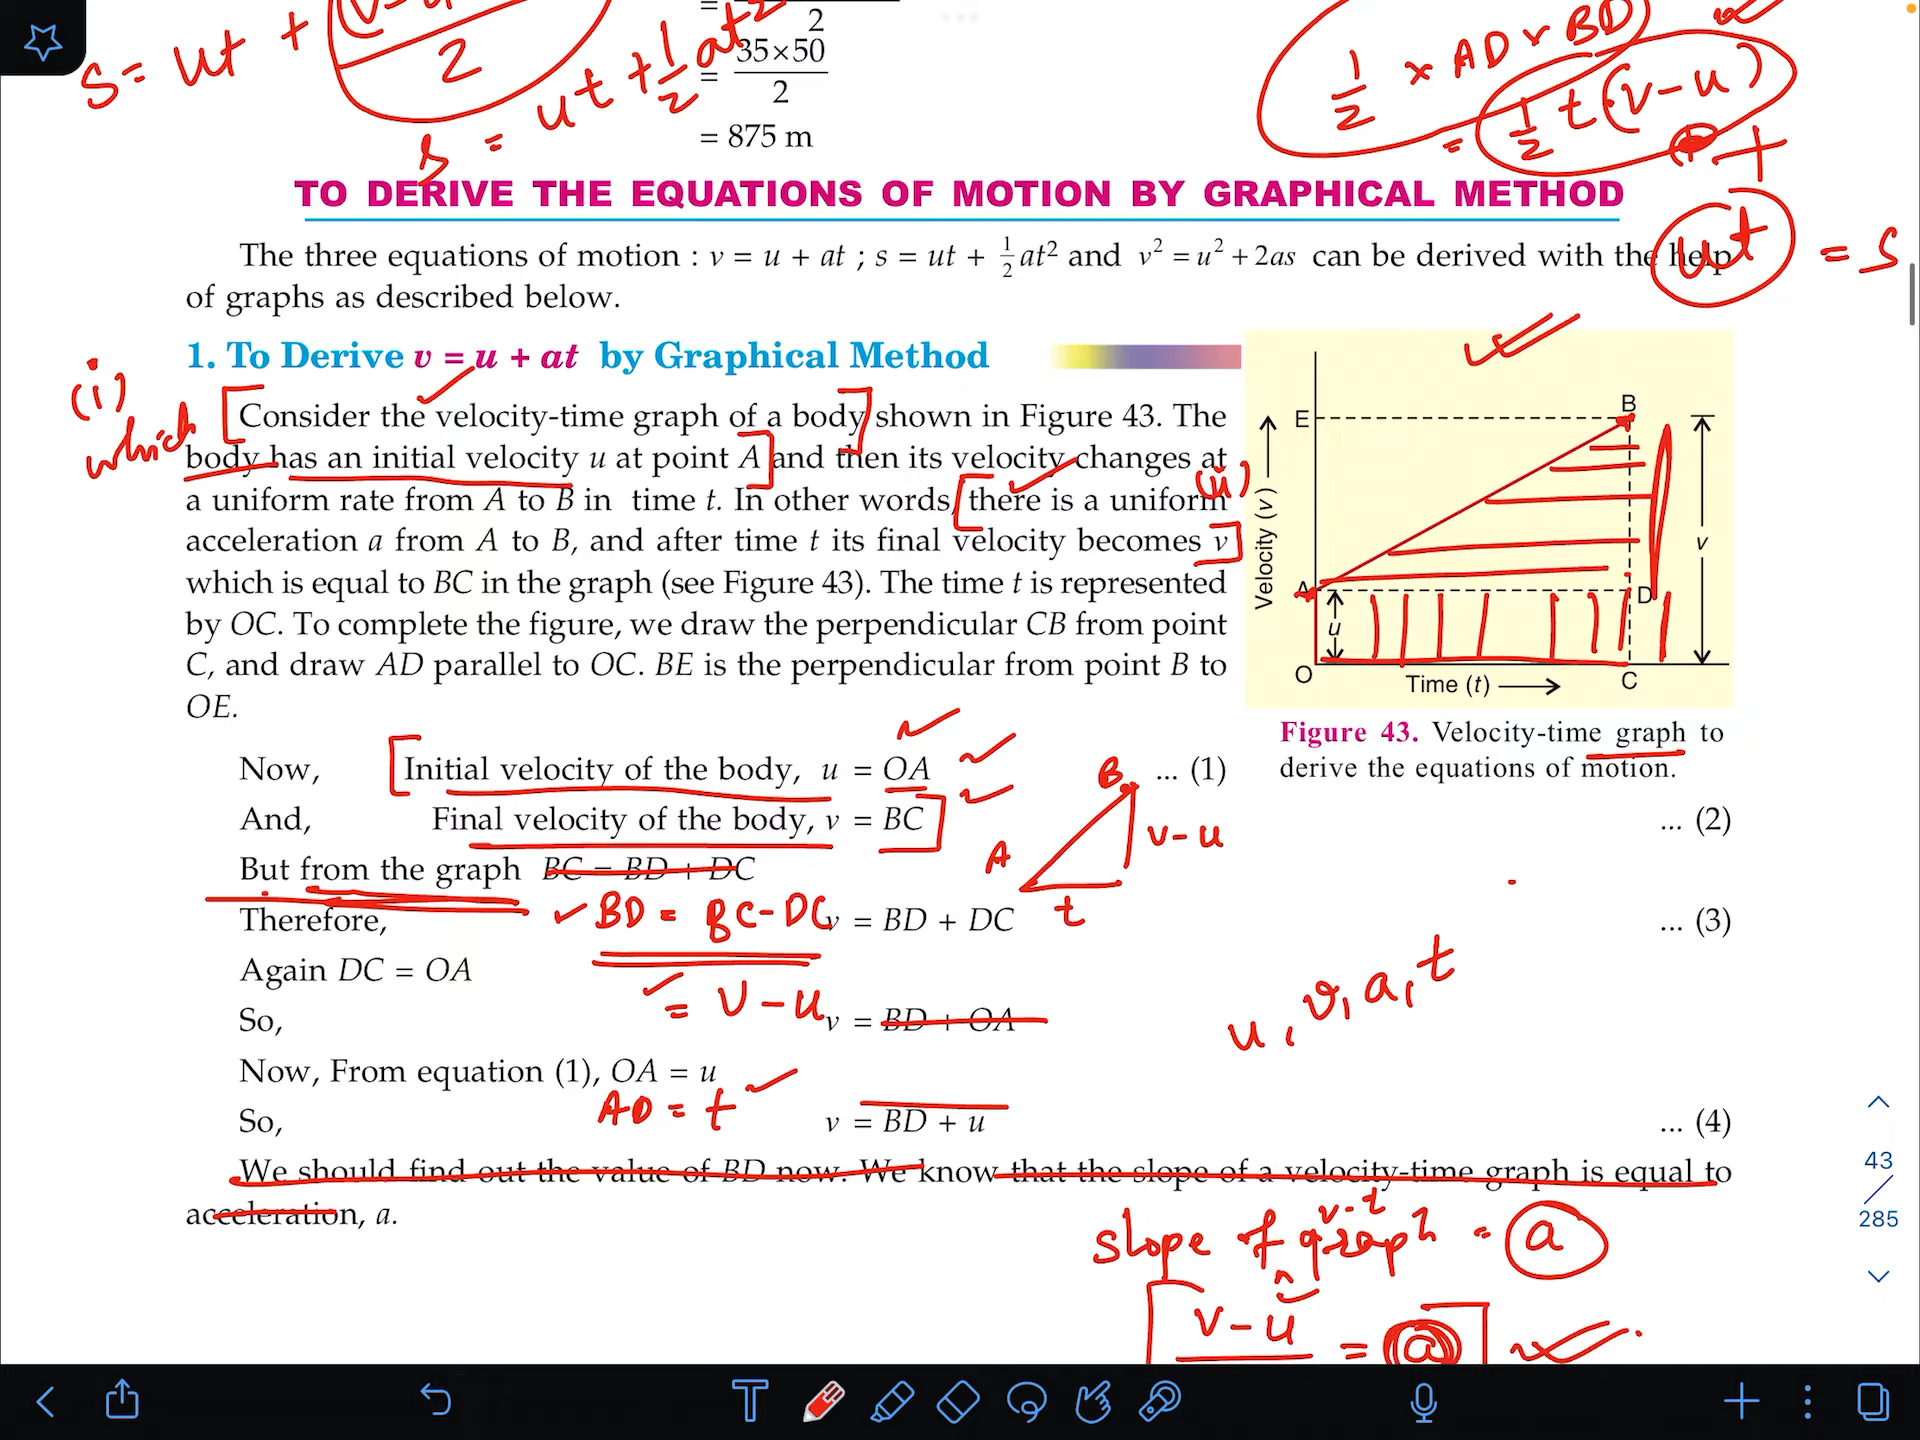 s = ut + (v-u)/2
s = ut + 1/2 at²
= 2
= 35×50 / 2
= 875 m
1/2 × AD × BD
= 1/2 t (v-u)
+
ut = s
TO DERIVE THE EQUATIONS OF MOTION BY GRAPHICAL METHOD
The three equations of motion : v = u + at ; s = ut + 1/2 at² and v² = u² + 2as can be derived with the help
of graphs as described below.
1. To Derive v = u + at by Graphical Method
(i)
which
Consider the velocity-time graph of a body shown in Figure 43. The
body has an initial velocity u at point A and then its velocity changes at
(ii)
a uniform rate from A to B in time t. In other words, there is a uniform
acceleration a from A to B, and after time t its final velocity becomes v
which is equal to BC in the graph (see Figure 43). The time t is represented
by OC. To complete the figure, we draw the perpendicular CB from point
C, and draw AD parallel to OC. BE is the perpendicular from point B to
OE.
E
B
Velocity (v)
v
A
D
u
O
Time (t)
C
Figure 43. Velocity-time graph to
derive the equations of motion.
Now, Initial velocity of the body, u = OA ... (1)
And, Final velocity of the body, v = BC ... (2)
But from the graph BC = BD + DC
B
A
v-u
t
BD = BC-DC
Therefore, v = BD + DC ... (3)
Again DC = OA
= v-u
So, v = BD + OA
u, v, a, t
Now, From equation (1), OA = u
AD = t
So, v = BD + u ... (4)
We should find out the value of BD now. We know that the slope of a velocity-time graph is equal to
acceleration, a.
slope of v-t graph = a
v-u = a
43
285
T